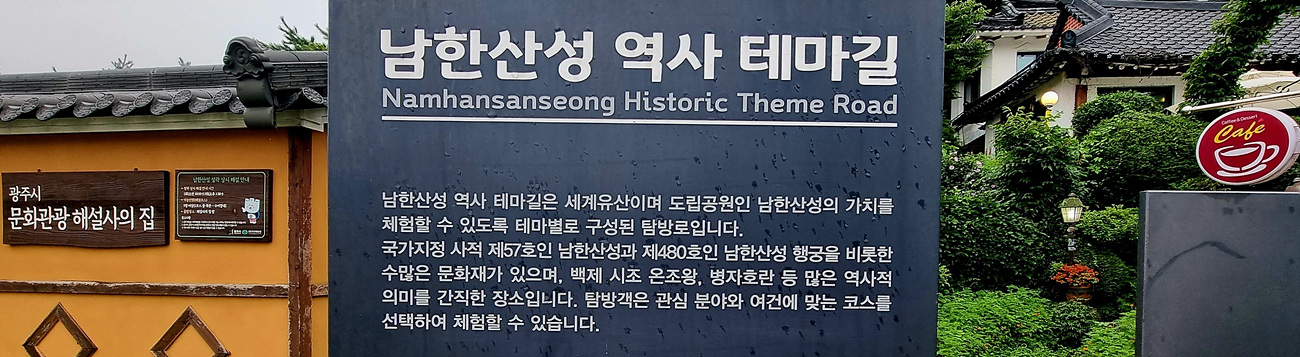 광주시
문화관광 해설사의 집
남한산성 역사 테마길
Namhansanseong Historic Theme Road
남한산성 역사 테마길은 세계유산이며 도립공원인 남한산성의 가치를
체험할 수 있도록 테마별로 구성된 탐방로입니다.
국가지정 사적 제57호인 남한산성과 제480호인 남한산성 행궁을 비롯한
수많은 문화재가 있으며, 백제 시조 온조왕, 병자호란 등 많은 역사적
의미를 간직한 장소입니다. 탐방객은 관심 분야와 여건에 맞는 코스를
선택하여 체험할 수 있습니다.
Coffee & Dessert
Cafe